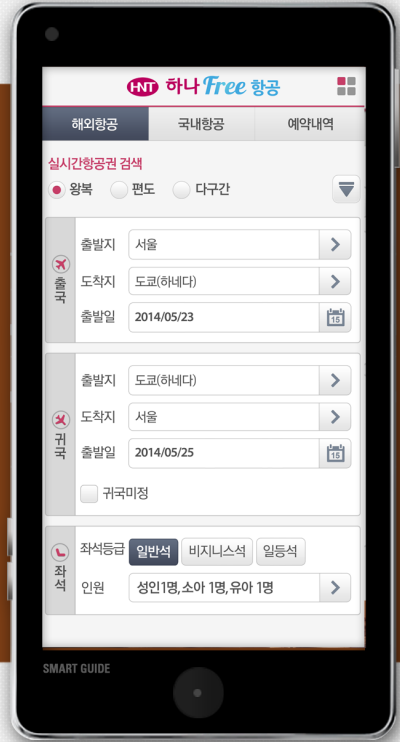 HNT 하나 Free 항공
해외항공 국내항공 예약내역
실시간항공권 검색
왕복 편도 다구간
출국
출발지 서울
도착지 도쿄(하네다)
출발일 2014/05/23
15
귀국
출발지 도쿄(하네다)
도착지 서울
출발일 2014/05/25
15
귀국미정
좌석
좌석등급 일반석 비지니스석 일등석
인원 성인1명, 소아 1명, 유아 1명
SMART GUIDE